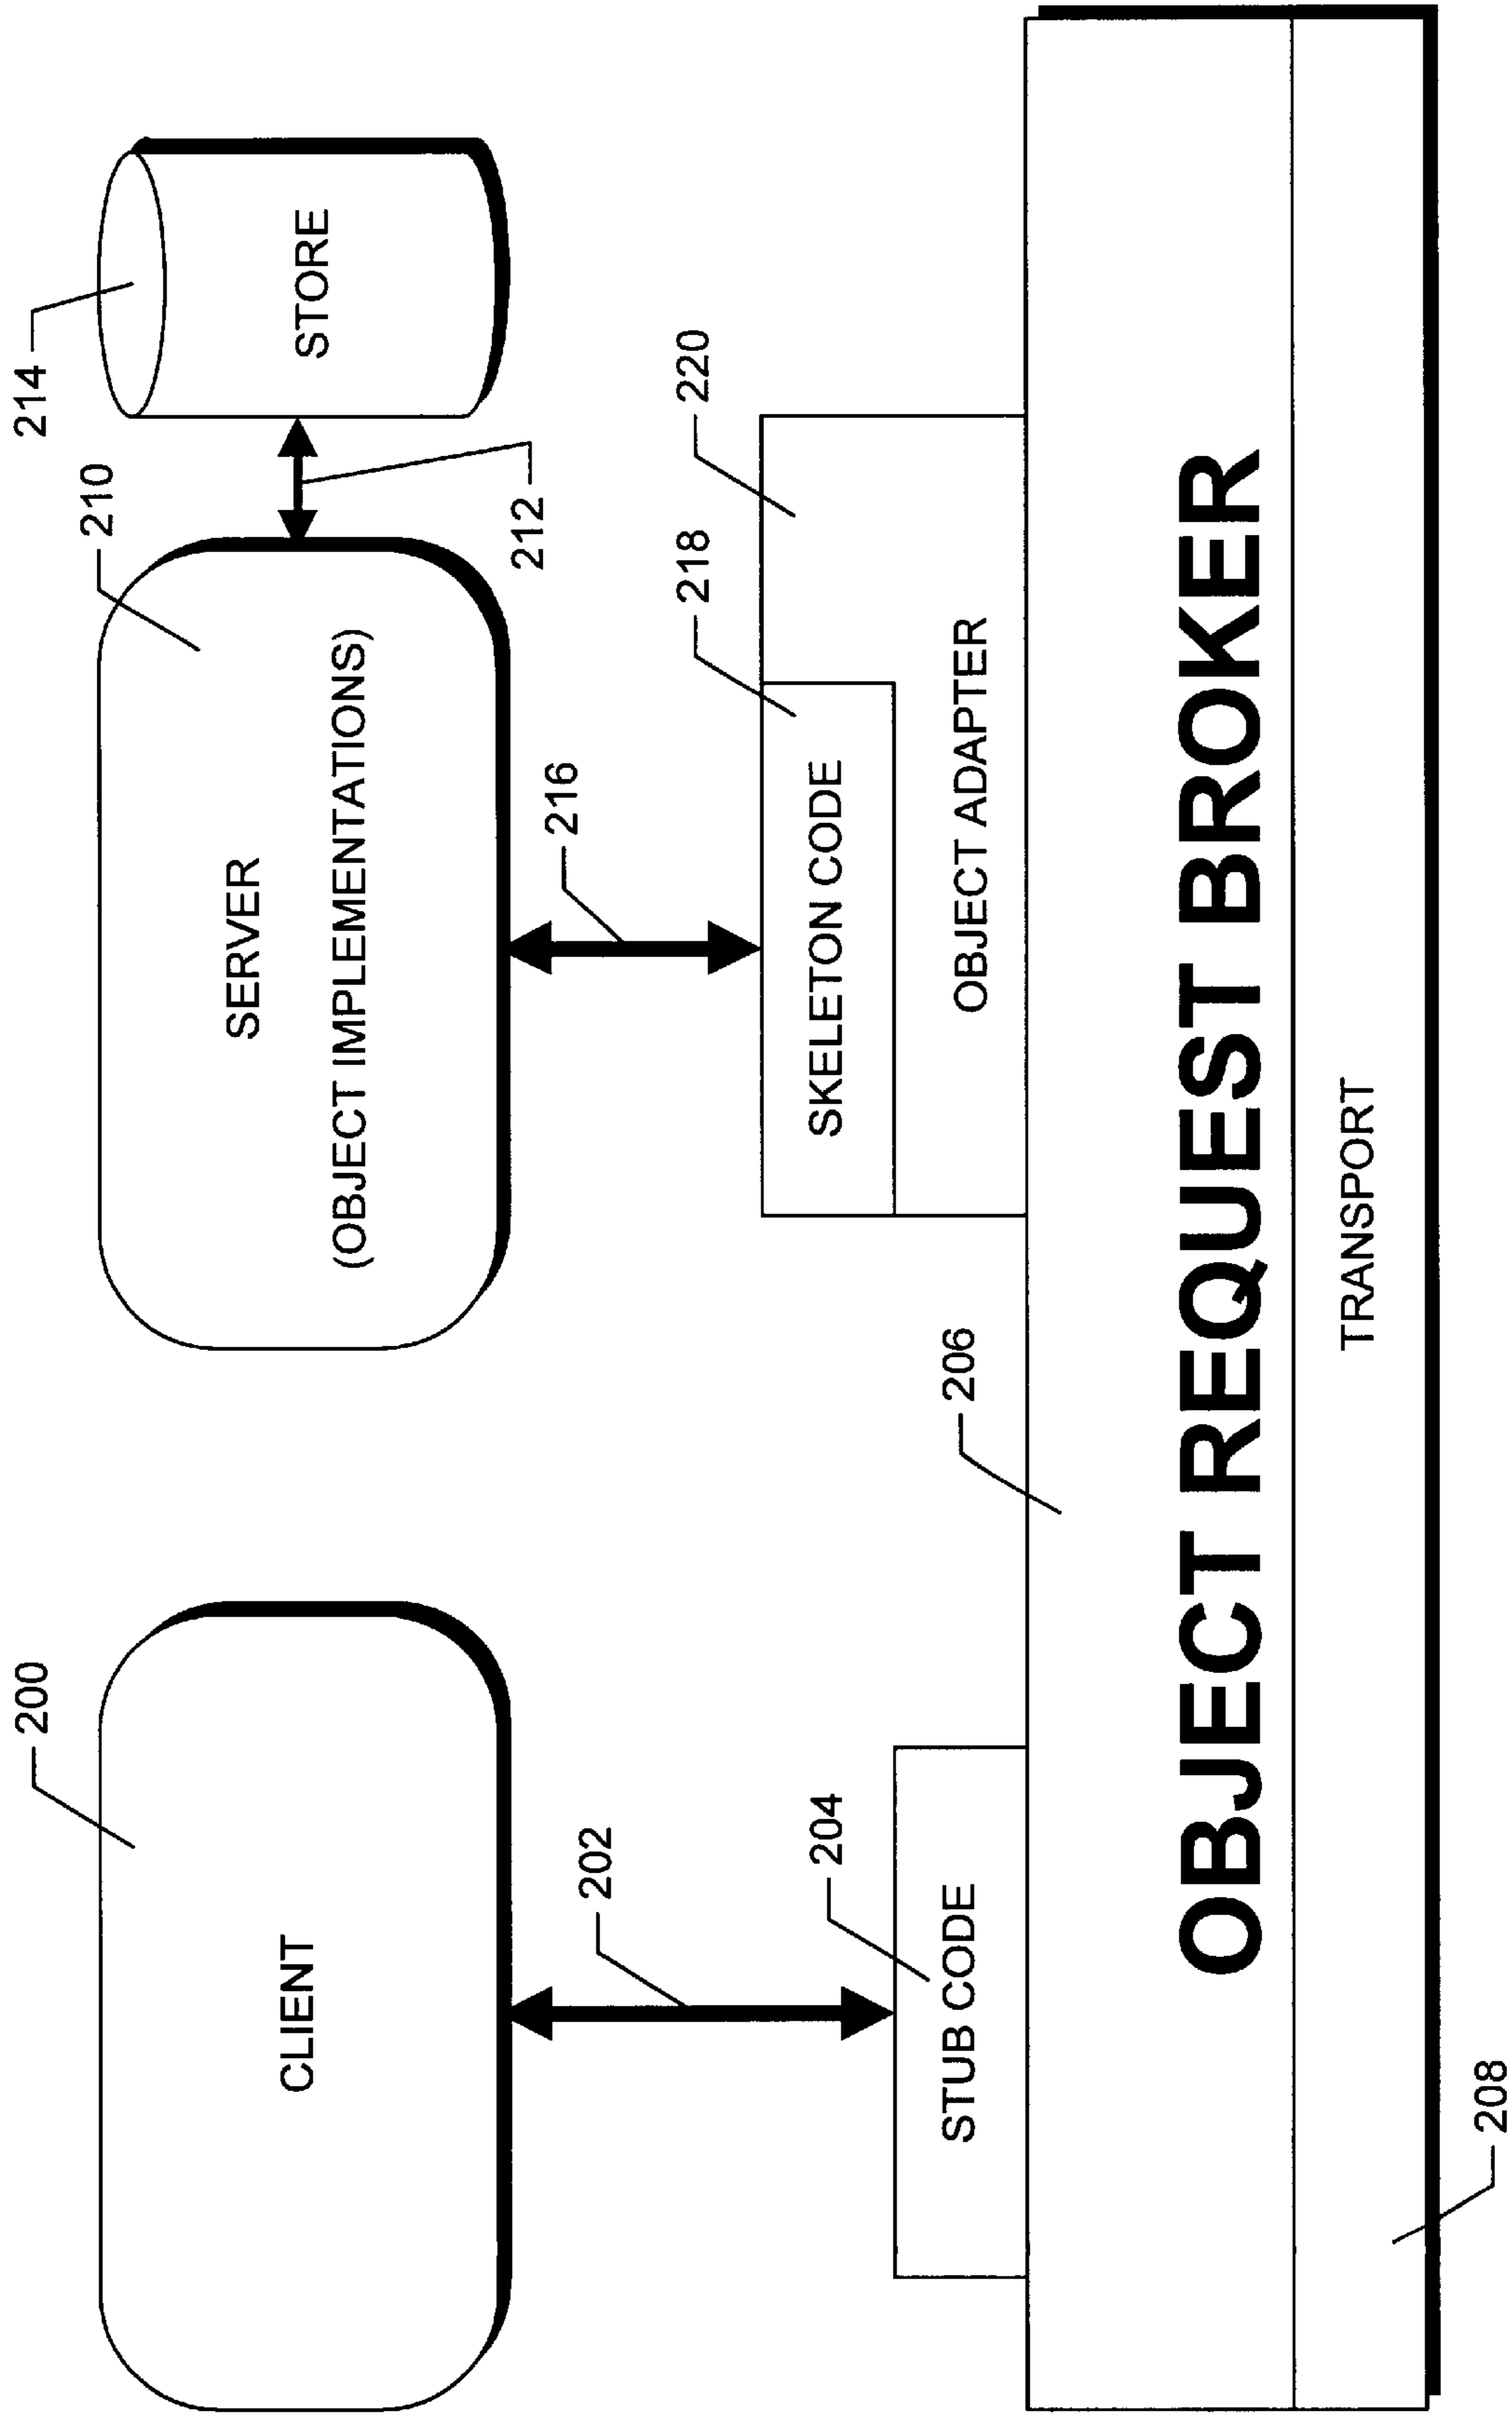 200
CLIENT
202
204
STUB CODE
210
SERVER
(OBJECT IMPLEMENTATIONS)
214
STORE
212
216
218
220
SKELETON CODE
OBJECT ADAPTER
206
OBJECT REQUEST BROKER
TRANSPORT
208